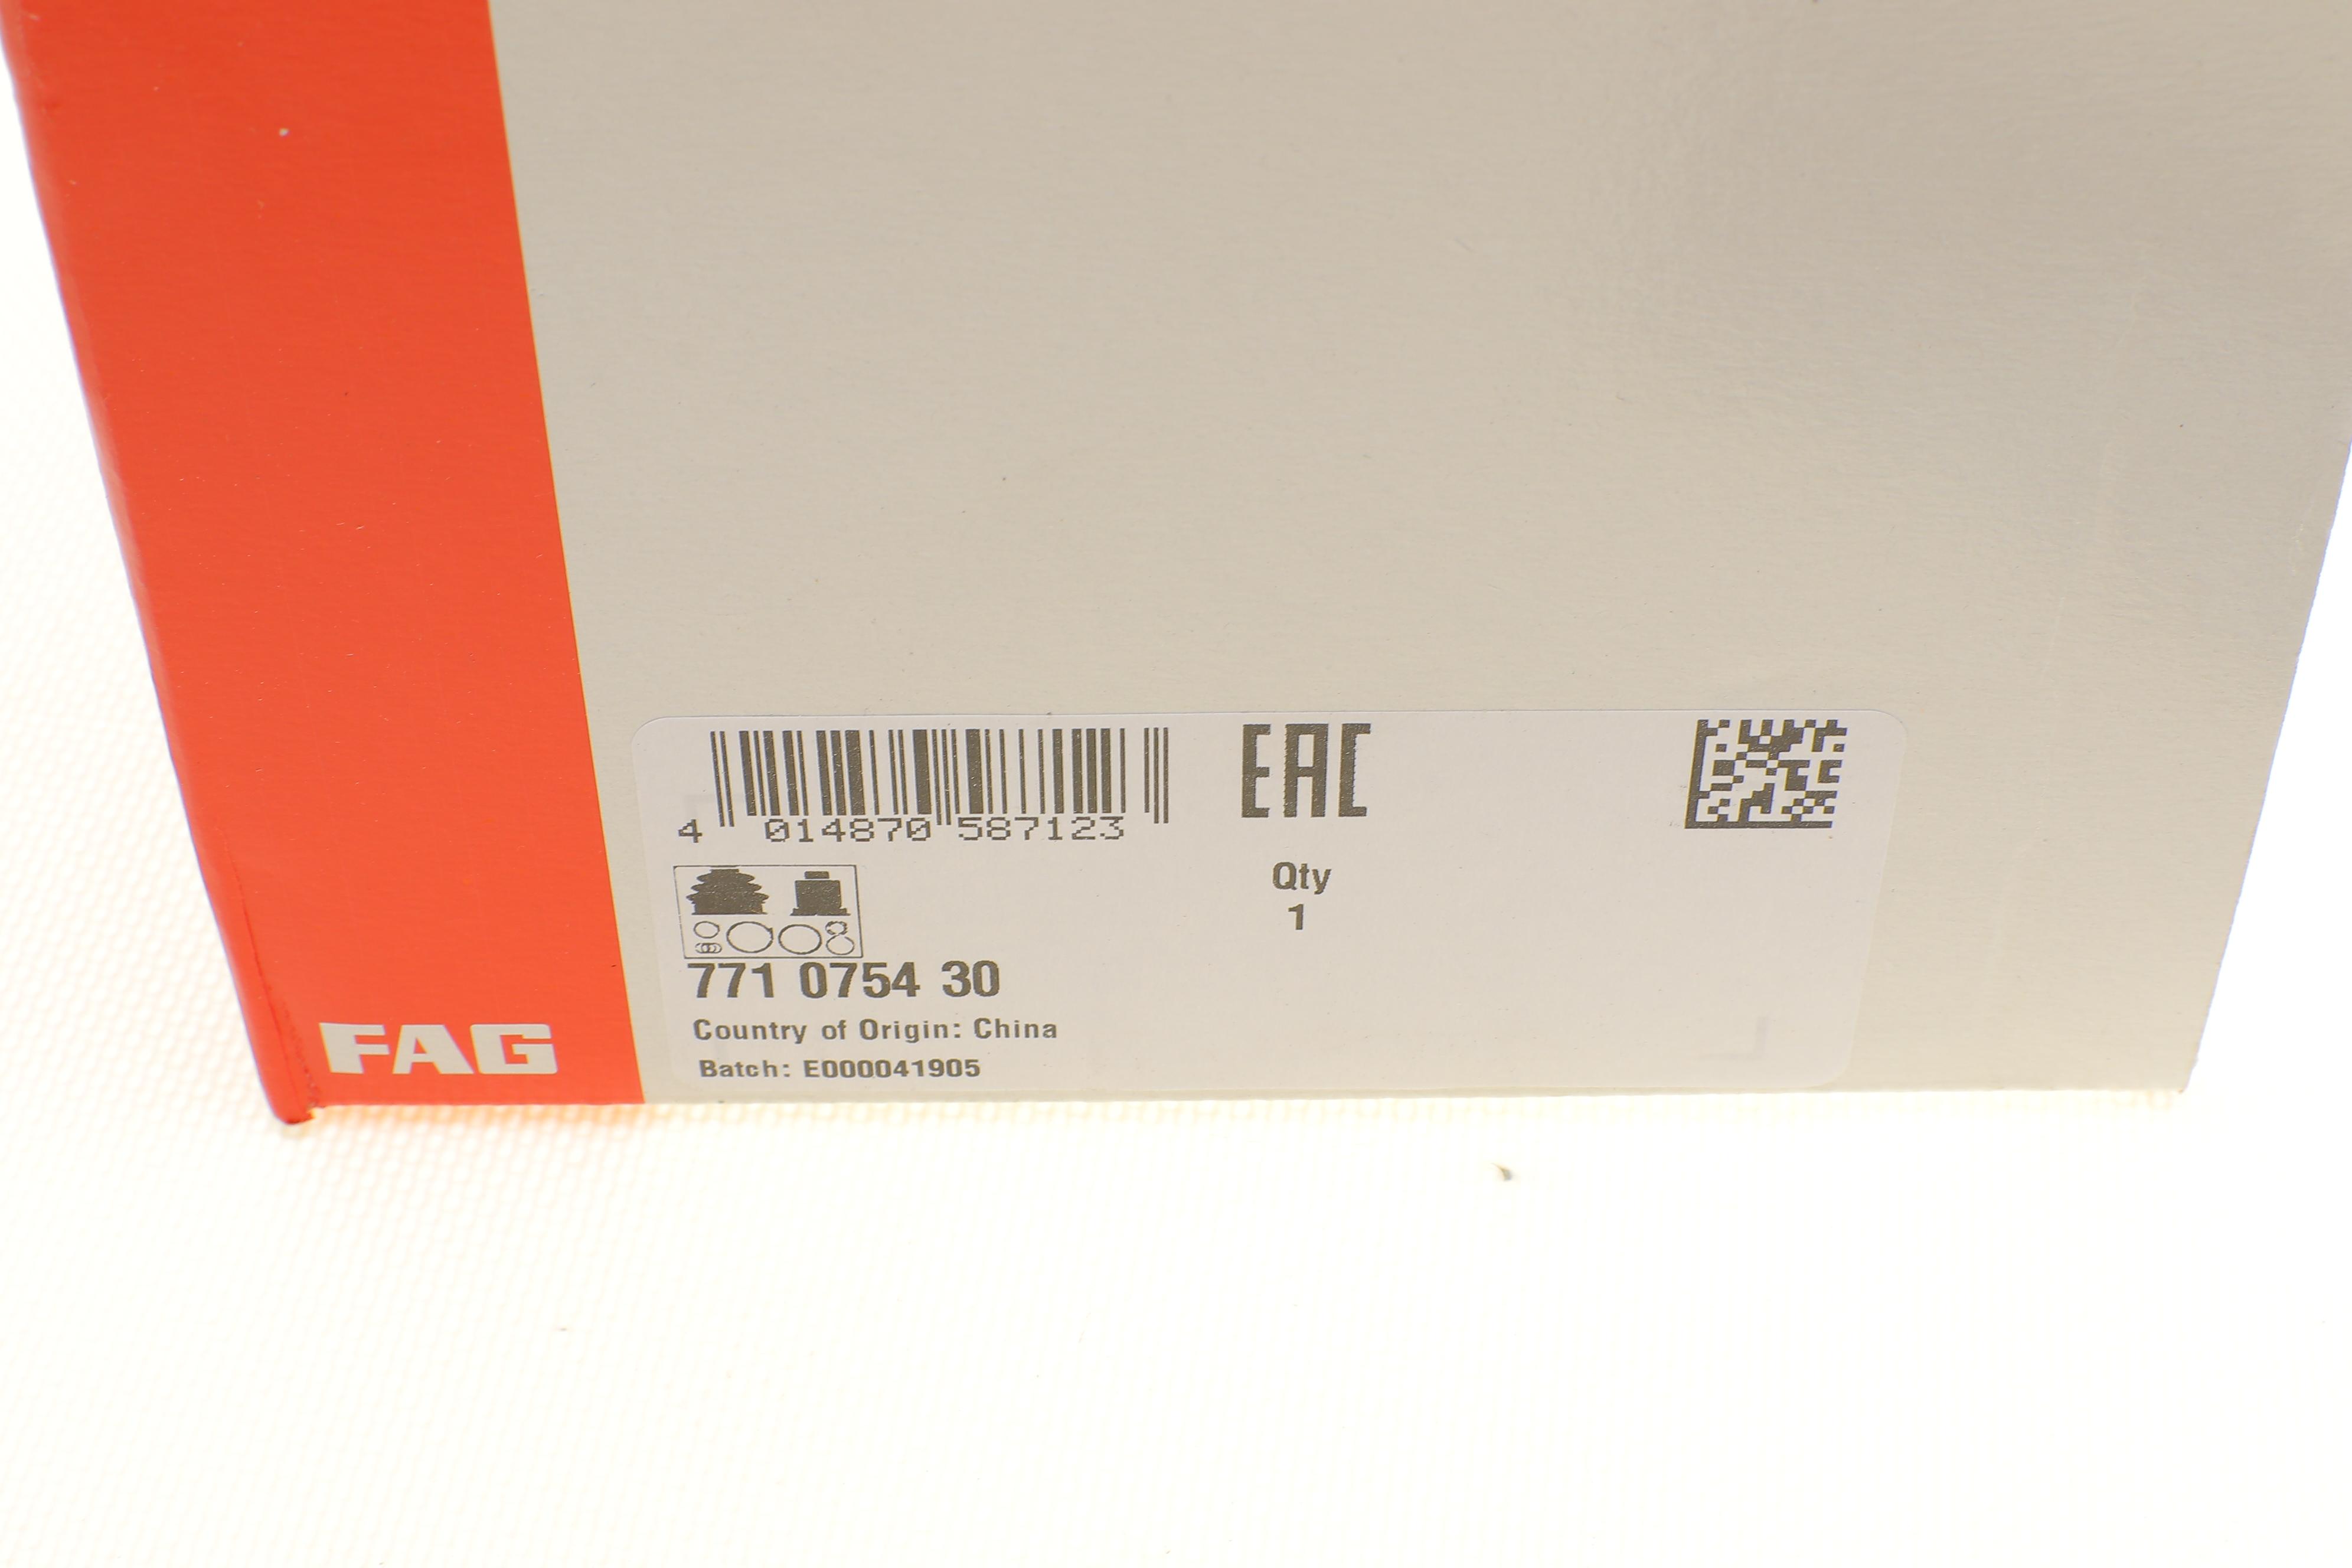 4 014870 587123
EAC
Qty
1
771 0754 30
Country of Origin: China
Batch: E000041905
FAG